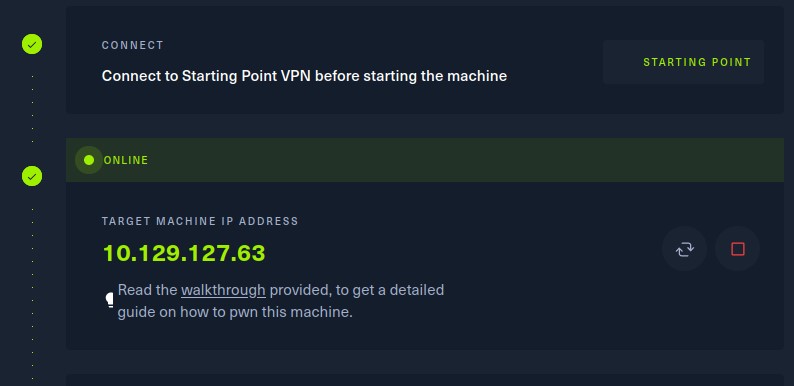 CONNECT
Connect to Starting Point VPN before starting the machine
STARTING POINT
ONLINE
TARGET MACHINE IP ADDRESS
10.129.127.63
Read the walkthrough provided, to get a detailed
guide on how to pwn this machine.